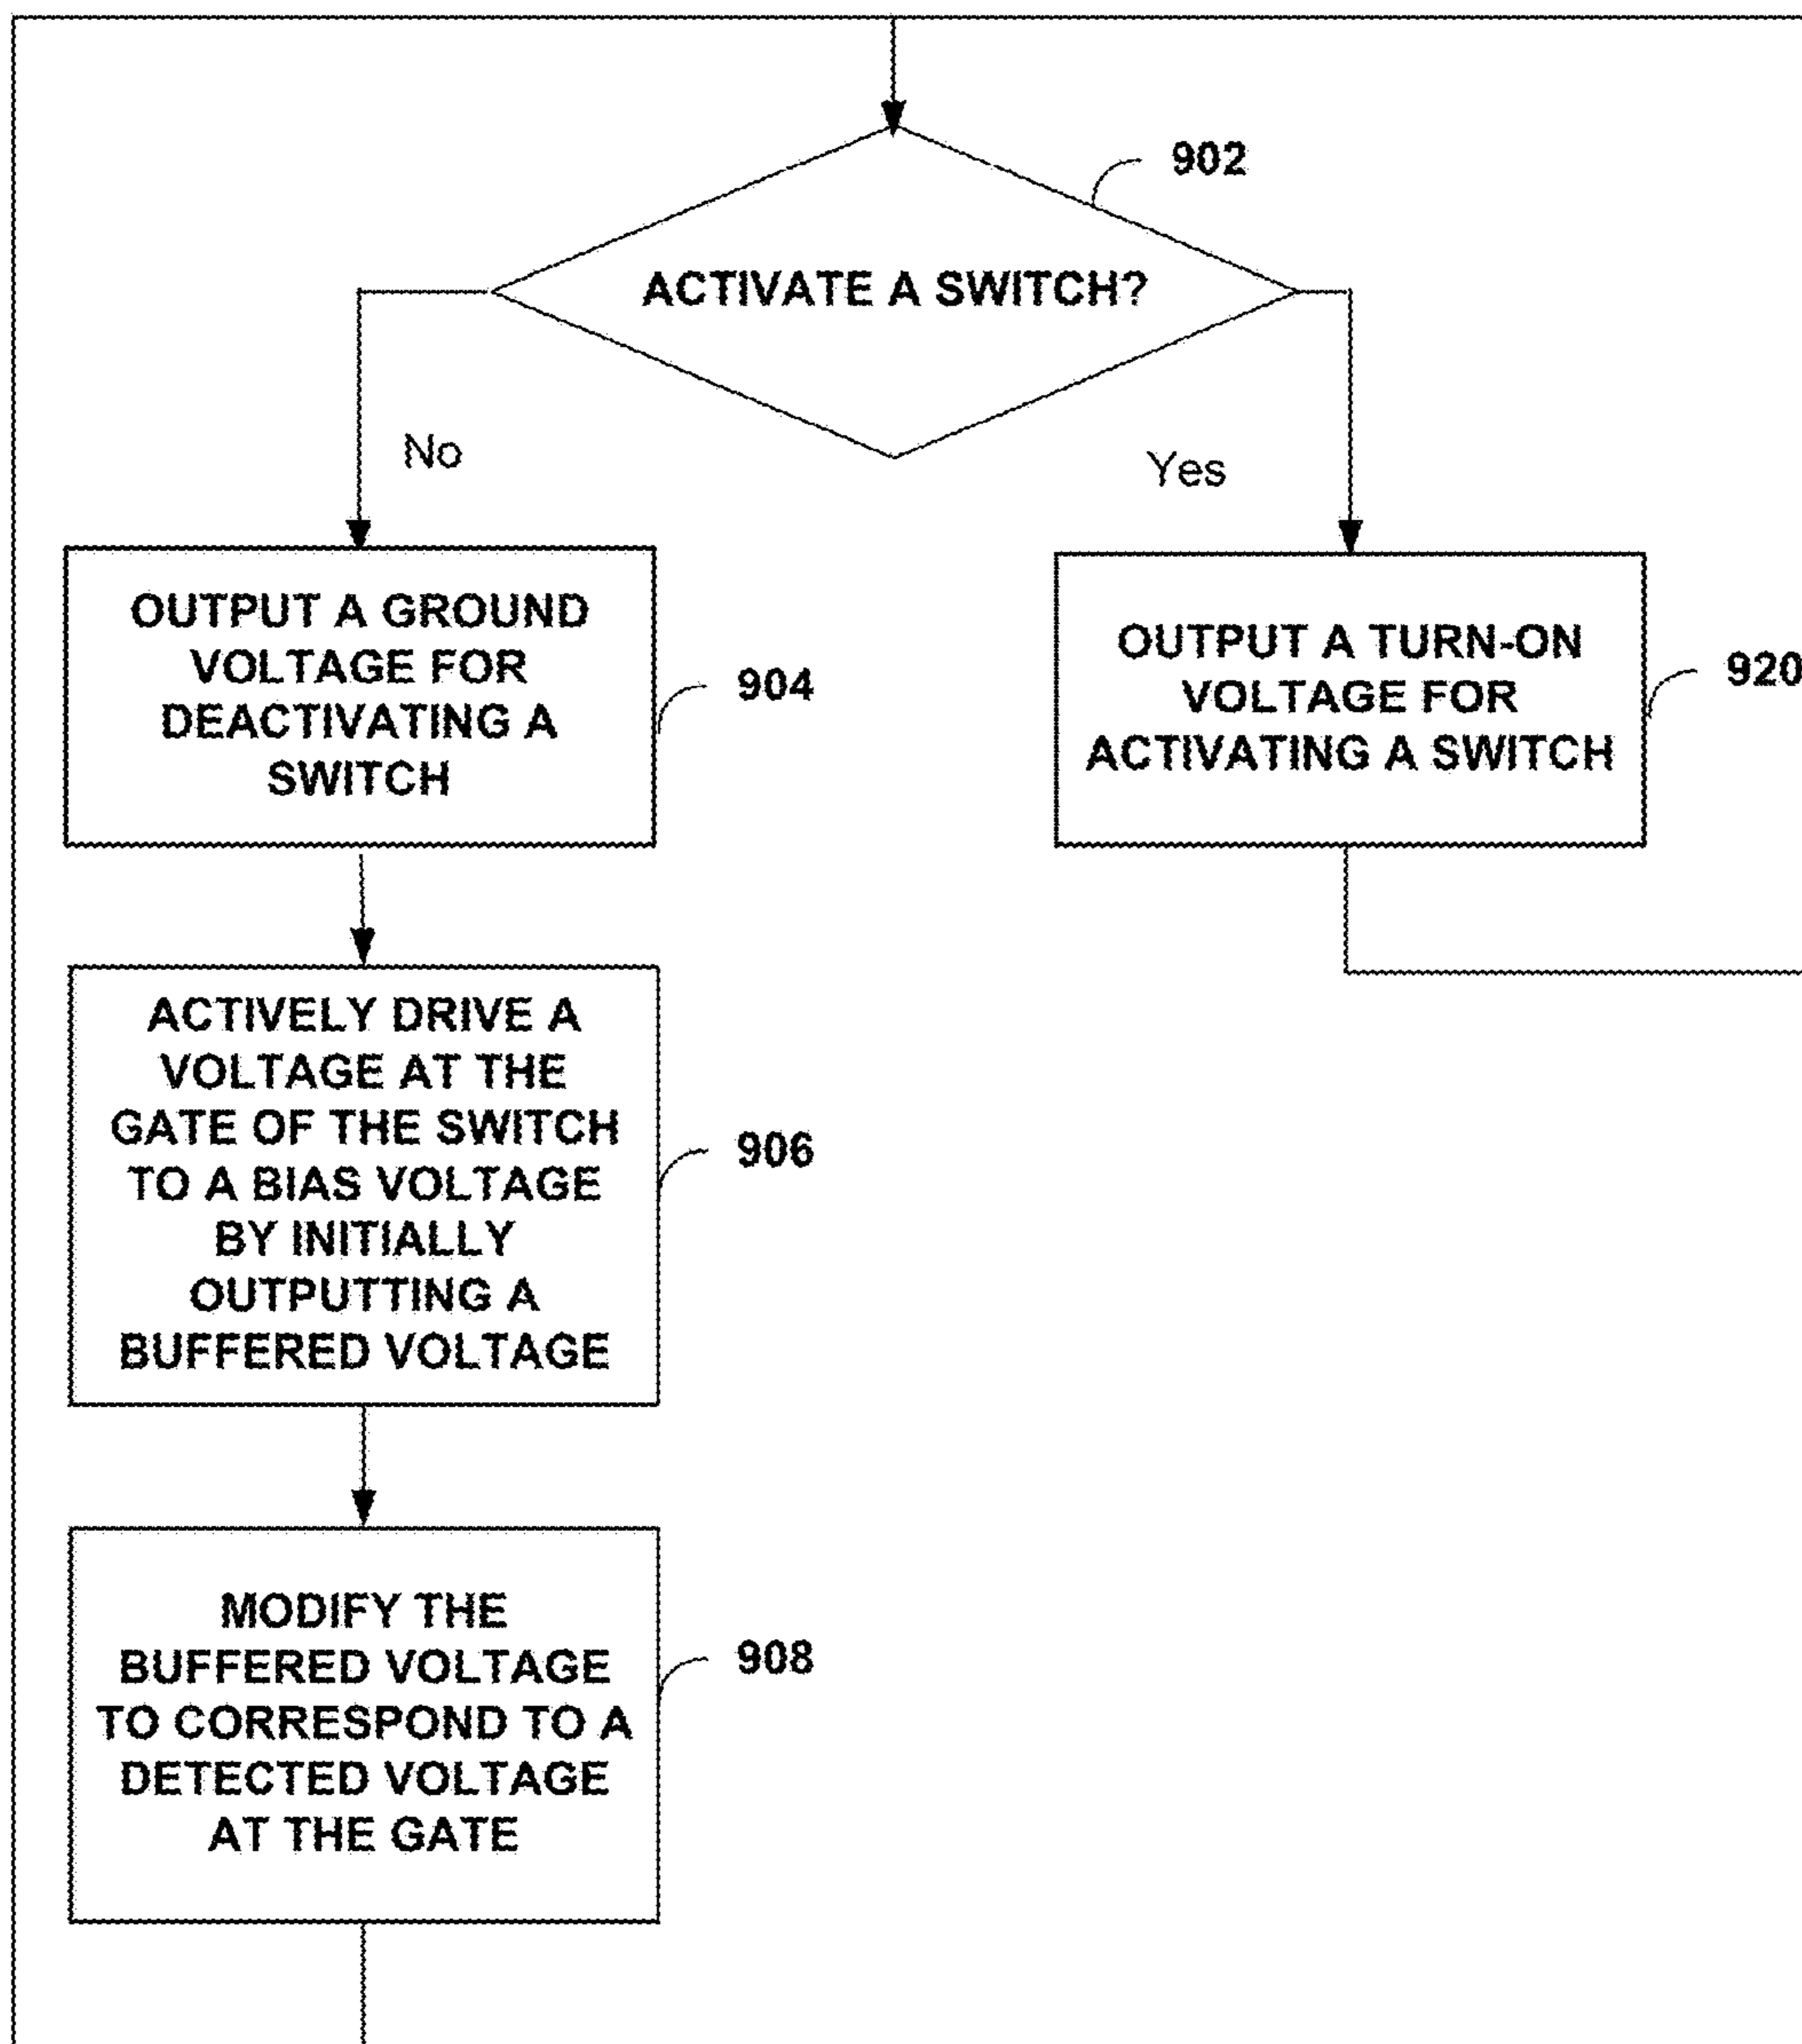 902
ACTIVATE A SWITCH?
No
Yes
OUTPUT A GROUND
VOLTAGE FOR
DEACTIVATING A
SWITCH
904
OUTPUT A TURN-ON
VOLTAGE FOR
ACTIVATING A SWITCH
920
ACTIVELY DRIVE A
VOLTAGE AT THE
GATE OF THE SWITCH
TO A BIAS VOLTAGE
BY INITIALLY
OUTPUTTING A
BUFFERED VOLTAGE
906
MODIFY THE
BUFFERED VOLTAGE
TO CORRESPOND TO A
DETECTED VOLTAGE
AT THE GATE
908